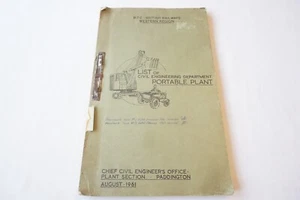 B.T.C. BRITISH RAILWAYS
WESTERN REGION
LIST OF
CIVIL ENGINEERING DEPARTMENT
PORTABLE PLANT
CHIEF CIVIL ENGINEER'S OFFICE
PLANT SECTION PADDINGTON
AUGUST 1961